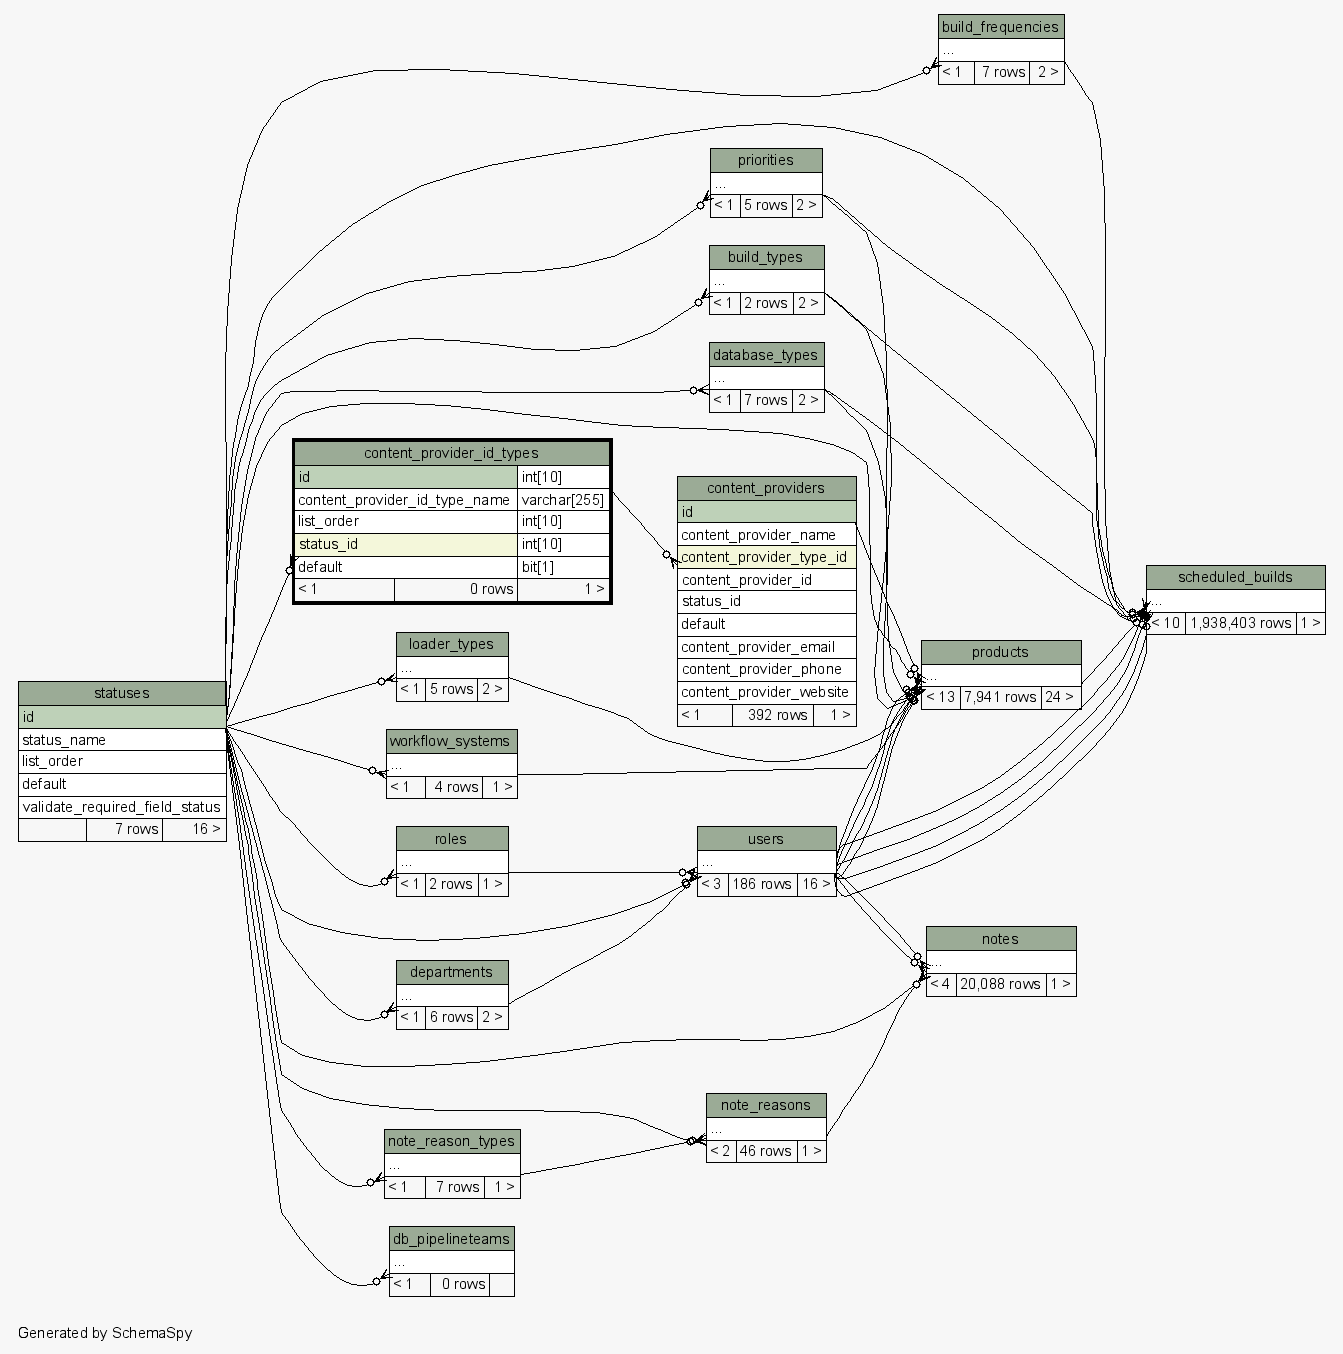 build_frequencies
...
< 1 7 rows 2 >
priorities
...
< 1 5 rows 2 >
build_types
...
< 1 2 rows 2 >
database_types
...
< 1 7 rows 2 >
content_provider_id_types
id int[10]
content_provider_id_type_name varchar[255]
list_order int[10]
status_id int[10]
default bit[1]
< 1 0 rows 1 >
content_providers
id
content_provider_name
content_provider_type_id
content_provider_id
status_id
default
content_provider_email
content_provider_phone
content_provider_website
< 1 392 rows 1 >
scheduled_builds
...
< 10 1,938,403 rows 1 >
products
...
< 13 7,941 rows 24 >
loader_types
...
< 1 5 rows 2 >
statuses
id
status_name
list_order
default
validate_required_field_status
7 rows 16 >
workflow_systems
...
< 1 4 rows 1 >
roles
...
< 1 2 rows 1 >
users
...
< 3 186 rows 16 >
notes
...
< 4 20,088 rows 1 >
departments
...
< 1 6 rows 2 >
note_reasons
...
< 2 46 rows 1 >
note_reason_types
...
< 1 7 rows 1 >
db_pipelineteams
...
< 1 0 rows
Generated by SchemaSpy